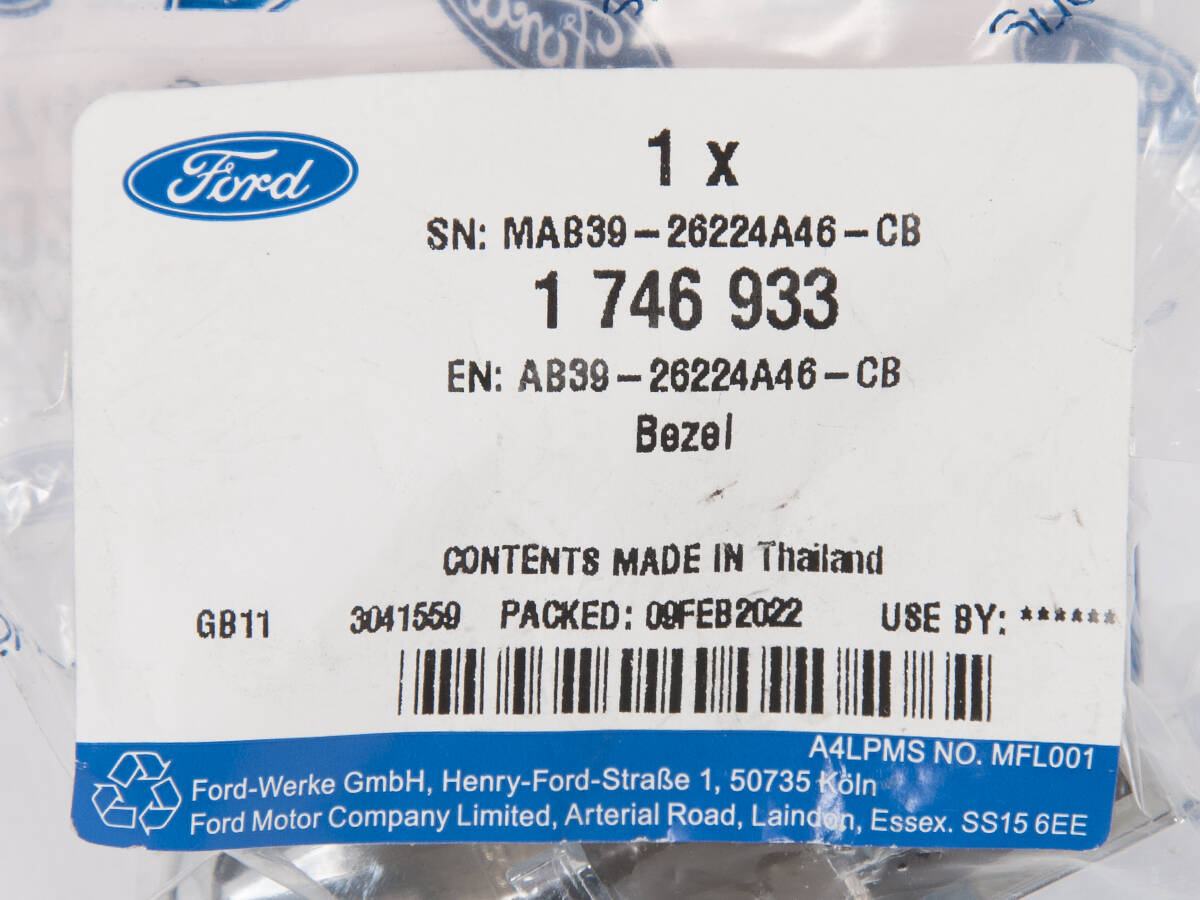 Ford
1 x
SN: MAB39-26224A46-CB
1 746 933
EN: AB39-26224A46-CB
Bezel
CONTENTS MADE IN Thailand
GB11 3041559 PACKED: 09FEB2022 USE BY: ******
A4LPMS NO. MFL001
Ford-Werke GmbH, Henry-Ford-Straße 1, 50735 Köln
Ford Motor Company Limited, Arterial Road, Laindon, Essex. SS15 6EE